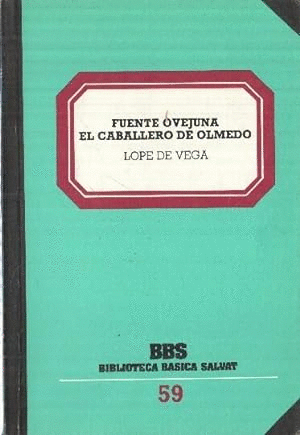 FUENTE OVEJUNA
EL CABALLERO DE OLMEDO
LOPE DE VEGA
BBS
BIBLIOTECA BASICA SALVAT
59